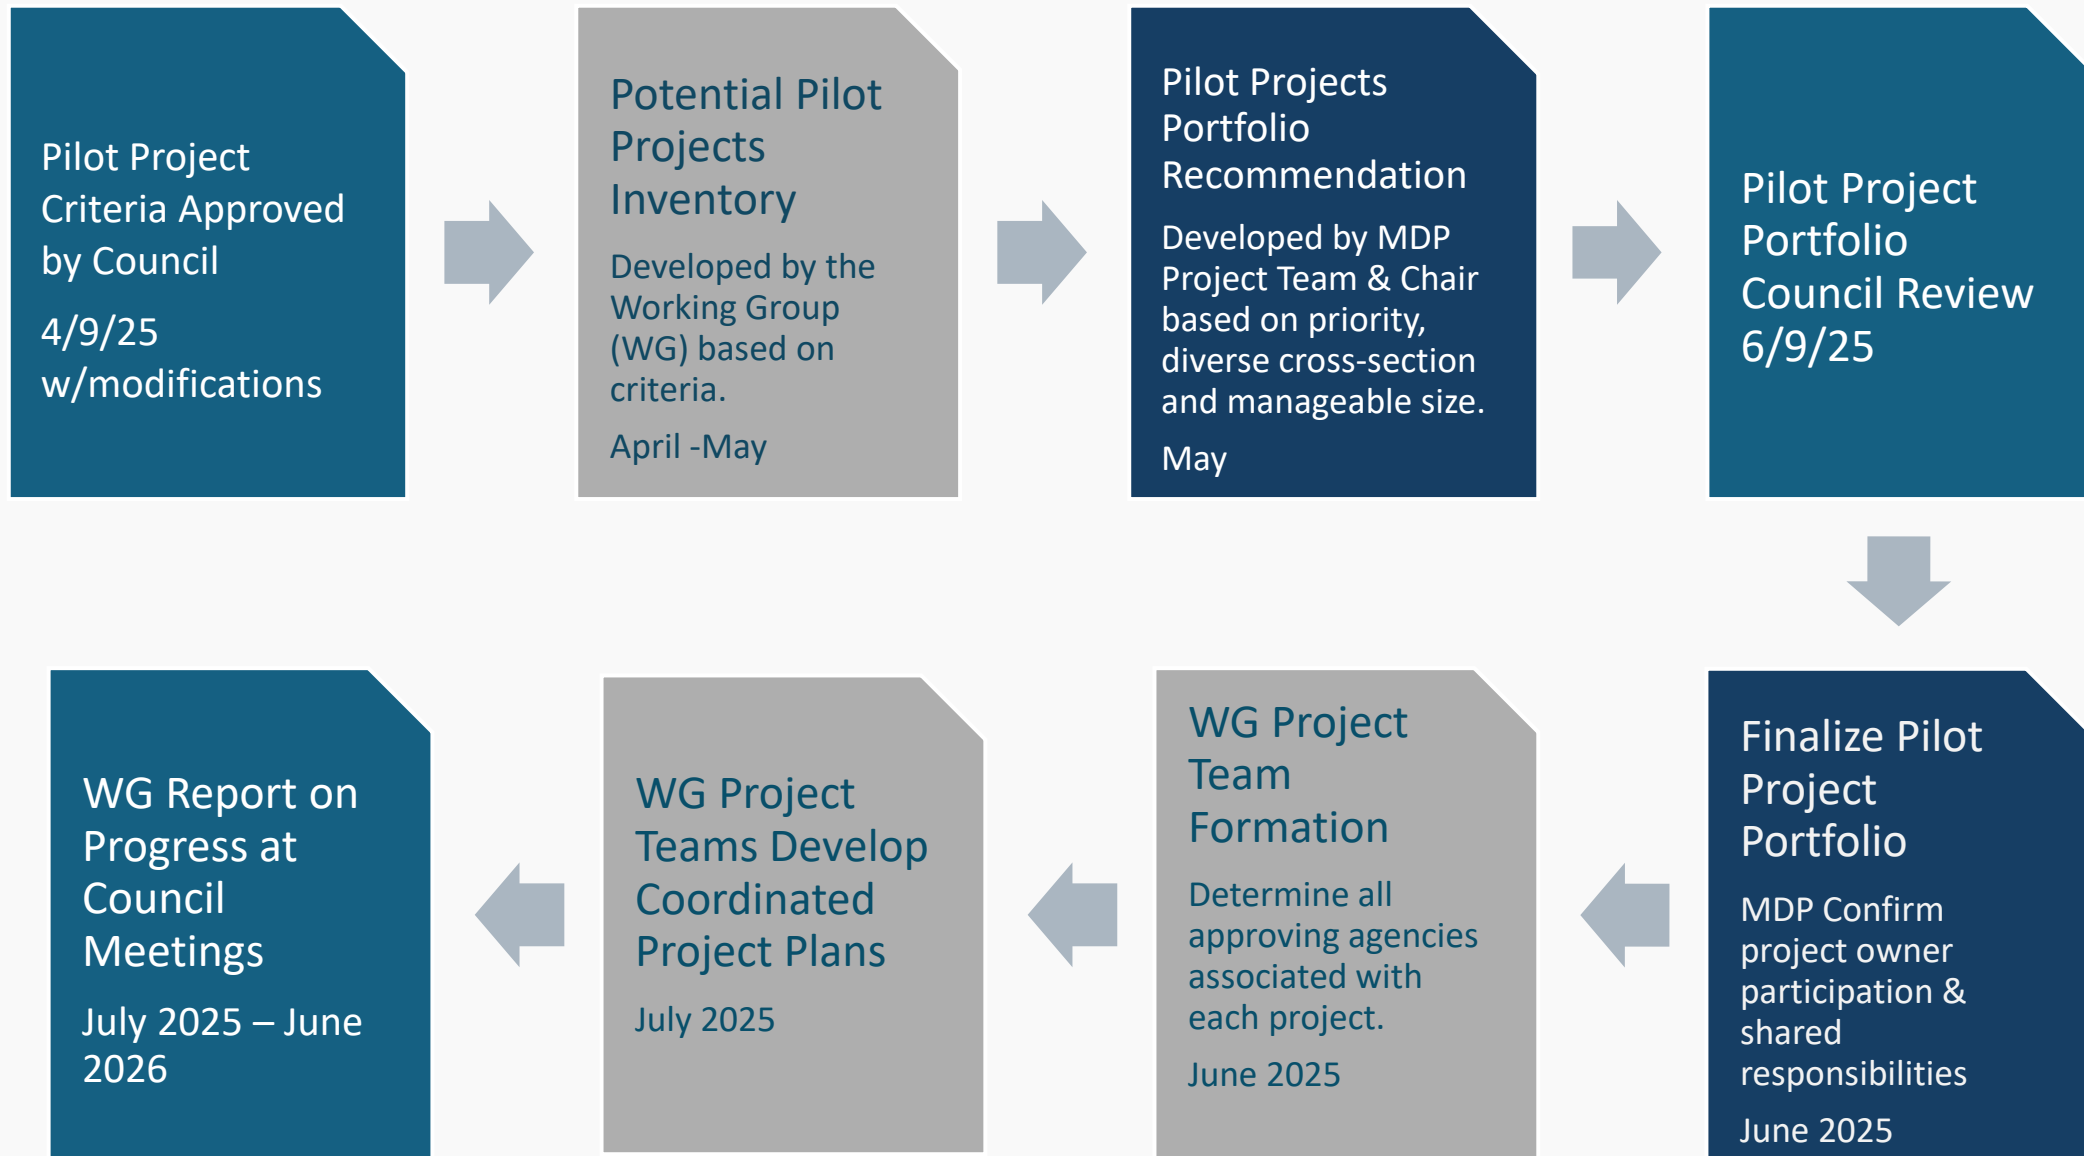 Pilot Project
Criteria Approved
by Council
4/9/25
w/modifications
Potential Pilot
Projects
Inventory
Developed by the
Working Group
(WG) based on
criteria.
April -May
Pilot Projects
Portfolio
Recommendation
Developed by MDP
Project Team & Chair
based on priority,
diverse cross-section
and manageable size.
May
Pilot Project
Portfolio
Council Review
6/9/25
Finalize Pilot
Project
Portfolio
MDP Confirm
project owner
participation &
shared
responsibilities
June 2025
WG Project
Team
Formation
Determine all
approving agencies
associated with
each project.
June 2025
WG Project
Teams Develop
Coordinated
Project Plans
July 2025
WG Report on
Progress at
Council
Meetings
July 2025 – June
2026